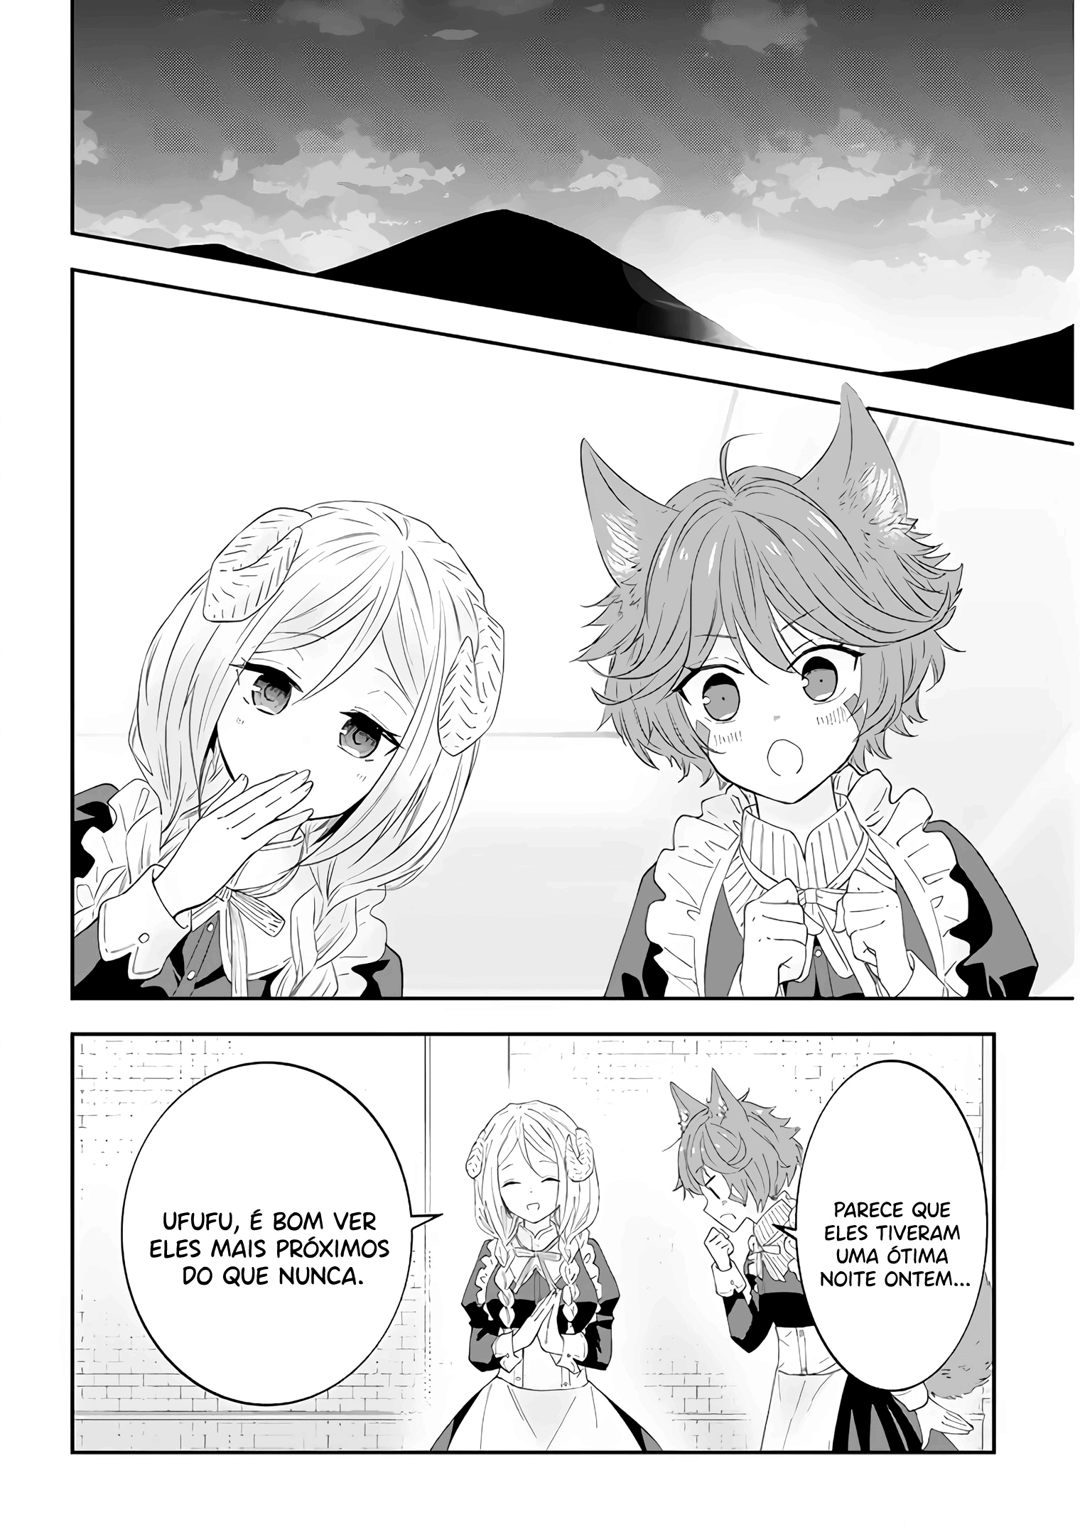 PARECE QUE
ELES TIVERAM
UMA ÓTIMA
NOITE ONTEM...
UFUFU, É BOM VER
ELES MAIS PRÓXIMOS
DO QUE NUNCA.